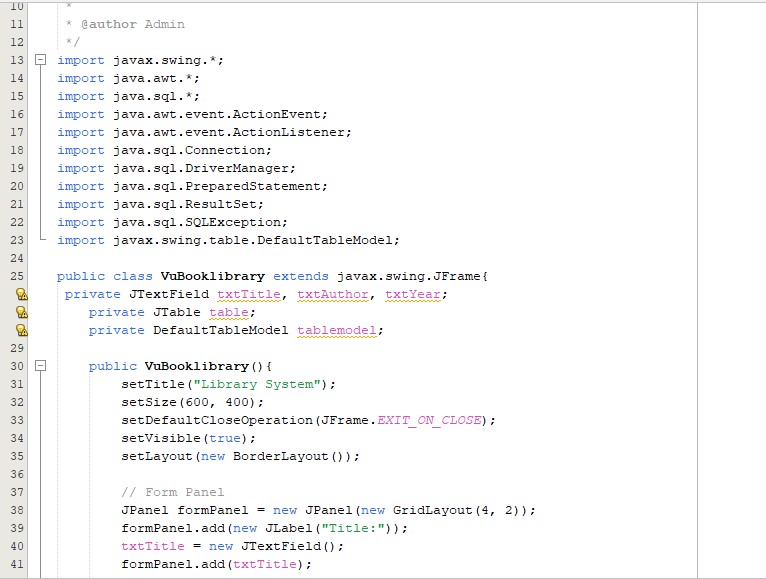 10 *
11 * @author Admin
12 */
13 import javax.swing.*;
14 import java.awt.*;
15 import java.sql.*;
16 import java.awt.event.ActionEvent;
17 import java.awt.event.ActionListener;
18 import java.sql.Connection;
19 import java.sql.DriverManager;
20 import java.sql.PreparedStatement;
21 import java.sql.ResultSet;
22 import java.sql.SQLException;
23 import javax.swing.table.DefaultTableModel;
24
25 public class VuBooklibrary extends javax.swing.JFrame{
private JTextField txtTitle, txtAuthor, txtYear;
private JTable table;
private DefaultTableModel tablemodel;
29
30 public VuBooklibrary(){
31 setTitle("Library System");
32 setSize(600, 400);
33 setDefaultCloseOperation(JFrame.EXIT_ON_CLOSE);
34 setVisible(true);
35 setLayout(new BorderLayout());
36
37 // Form Panel
38 JPanel formPanel = new JPanel(new GridLayout(4, 2));
39 formPanel.add(new JLabel("Title:"));
40 txtTitle = new JTextField();
41 formPanel.add(txtTitle);